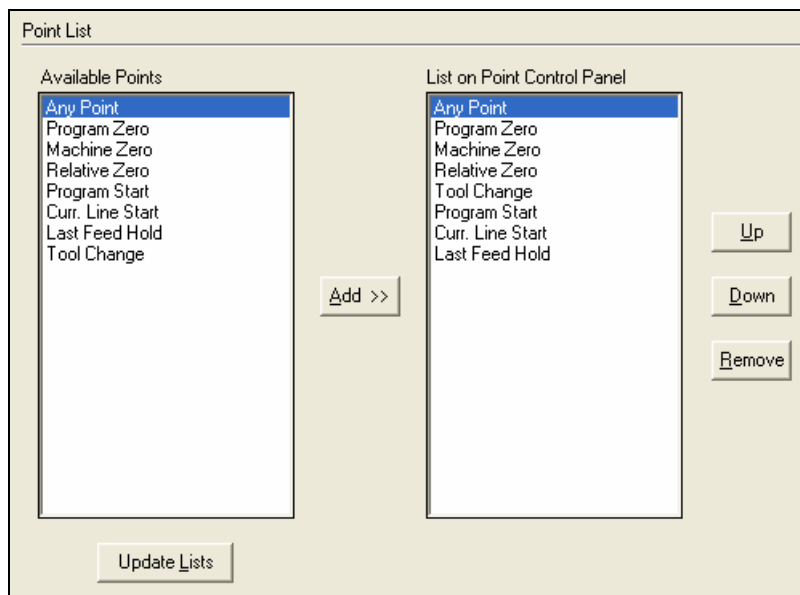 Point List
Available Points
Any Point
Program Zero
Machine Zero
Relative Zero
Program Start
Curr. Line Start
Last Feed Hold
Tool Change
Add >>
Update Lists
List on Point Control Panel
Any Point
Program Zero
Machine Zero
Relative Zero
Tool Change
Program Start
Curr. Line Start
Last Feed Hold
Up
Down
Remove